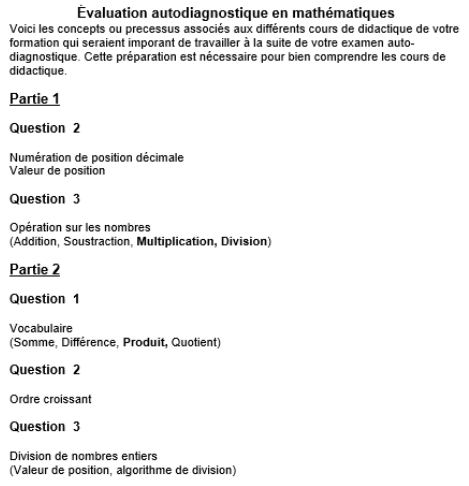 Évaluation autodiagnostique en mathématiques
Voici les concepts ou precessus associés aux différents cours de didactique de votre
formation qui seraient imporant de travailler à la suite de votre examen auto-
diagnostique. Cette préparation est nécessaire pour bien comprendre les cours de
didactique.
Partie 1
Question 2
Numération de position décimale
Valeur de position
Question 3
Opération sur les nombres
(Addition, Soustraction, Multiplication, Division)
Partie 2
Question 1
Vocabulaire
(Somme, Différence, Produit, Quotient)
Question 2
Ordre croissant
Question 3
Division de nombres entiers
(Valeur de position, algorithme de division)